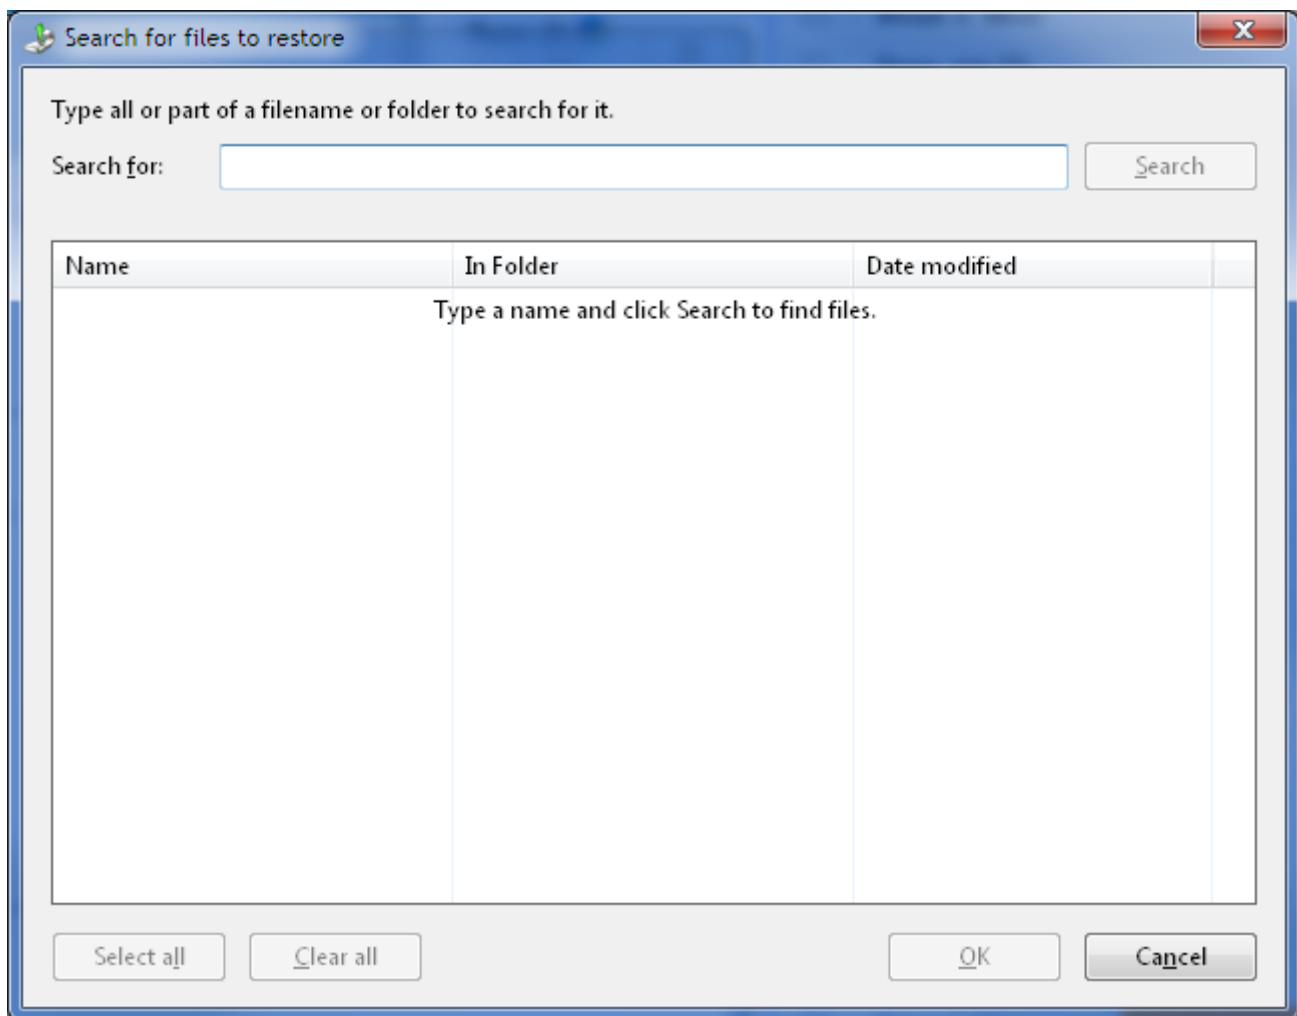 Search for files to restore
X
Type all or part of a filename or folder to search for it.
Search for: Search
Name In Folder Date modified
Type a name and click Search to find files.
Select all Clear all OK Cancel